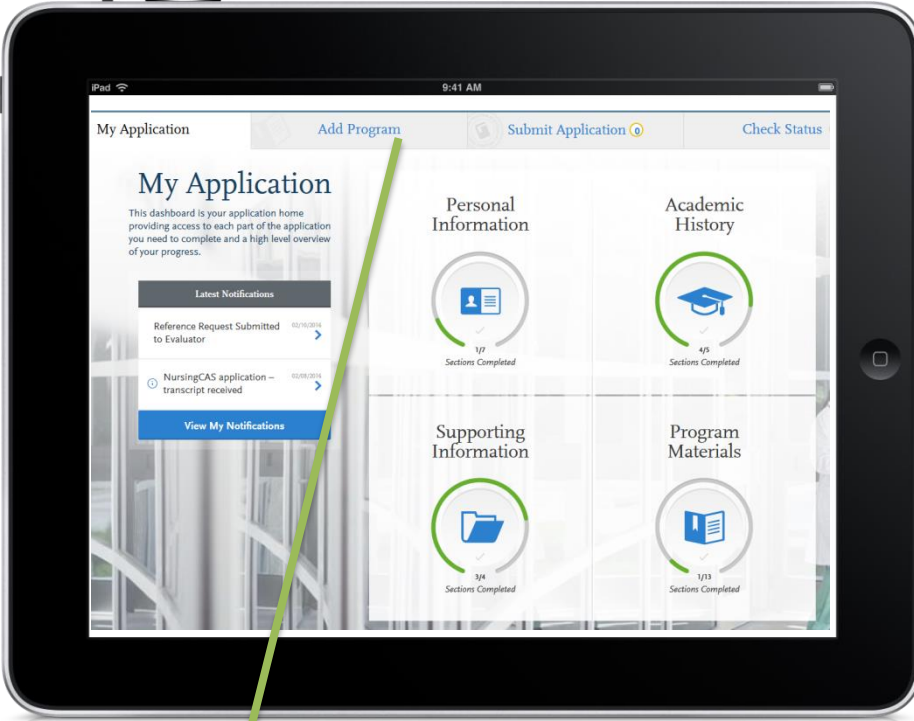 iPad
9:41 AM
My Application
Add Program
Submit Application 0
Check Status
My Application
This dashboard is your application home
providing access to each part of the application
you need to complete and a high level overview
of your progress.
Latest Notifications
Reference Request Submitted
to Evaluator
02/10/2016
NursingCAS application –
transcript received
02/08/2016
View My Notifications
Personal
Information
1/7
Sections Completed
Academic
History
4/5
Sections Completed
Supporting
Information
3/4
Sections Completed
Program
Materials
1/13
Sections Completed